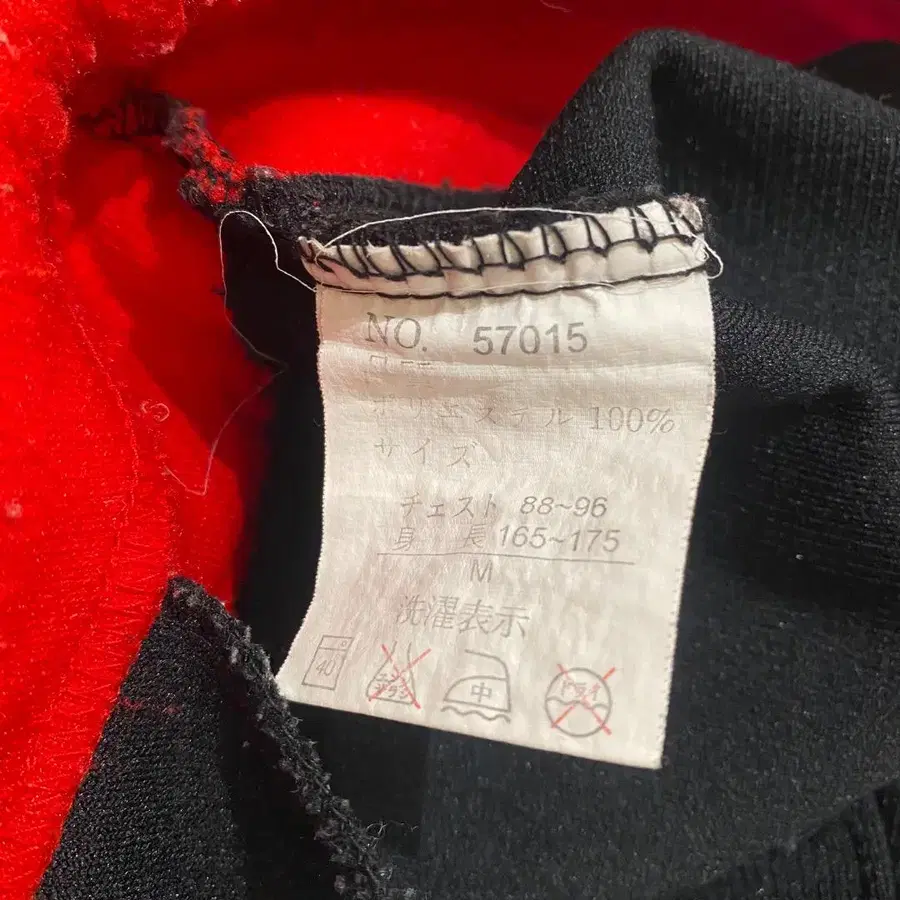 NO. 57015
ポリエステル 100%
サイズ
チェスト 88~96
身 長 165~175
M
洗濯表示
40 中 ドライ